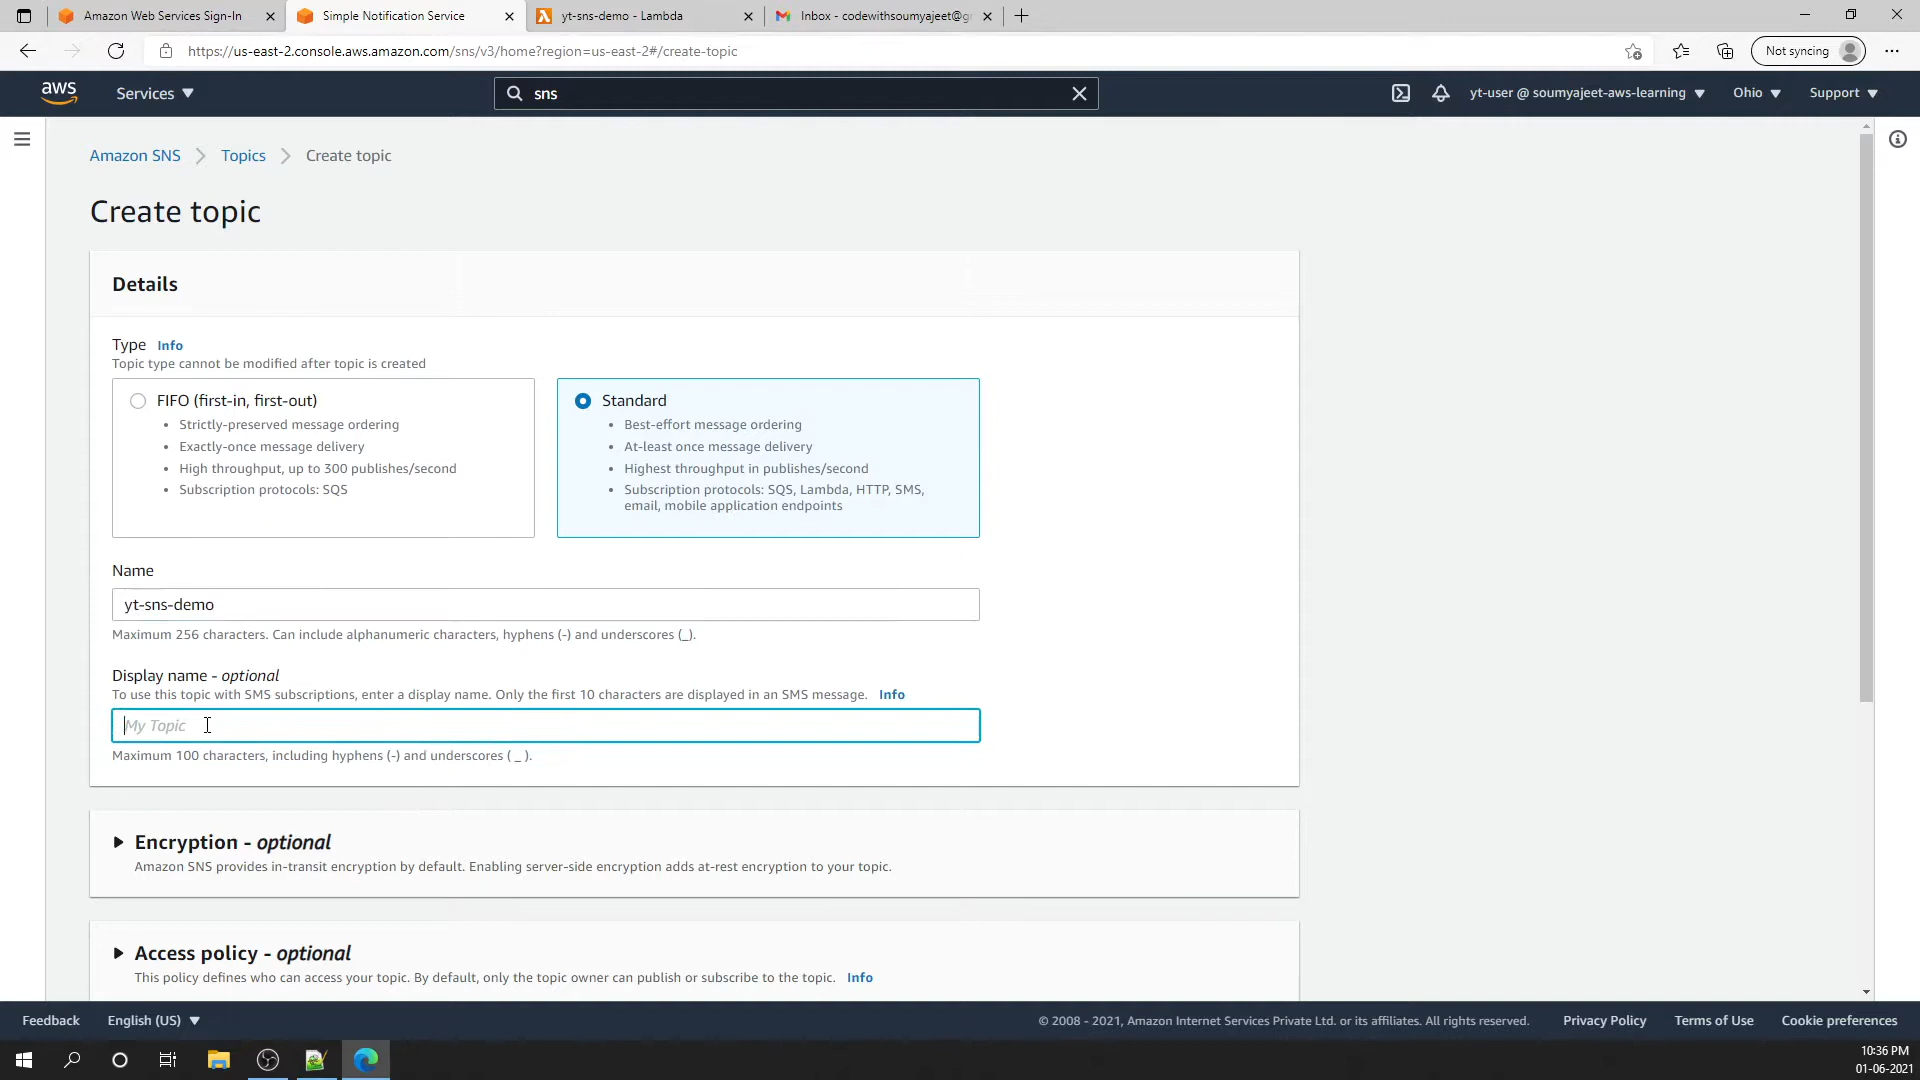 Amazon Web Services Sign-In
Simple Notification Service
yt-sns-demo - Lambda
Inbox - codewithsoumyajeet@gr
https://us-east-2.console.aws.amazon.com/sns/v3/home?region=us-east-2#/create-topic
Not syncing
aws
Services
sns
yt-user @ soumyajeet-aws-learning
Ohio
Support
Amazon SNS
Topics
Create topic
Create topic
Details
Type Info
Topic type cannot be modified after topic is created
FIFO (first-in, first-out)
• Strictly-preserved message ordering
• Exactly-once message delivery
• High throughput, up to 300 publishes/second
• Subscription protocols: SQS
Standard
• Best-effort message ordering
• At-least once message delivery
• Highest throughput in publishes/second
• Subscription protocols: SQS, Lambda, HTTP, SMS,
email, mobile application endpoints
Name
yt-sns-demo
Maximum 256 characters. Can include alphanumeric characters, hyphens (-) and underscores (_).
Display name - optional
To use this topic with SMS subscriptions, enter a display name. Only the first 10 characters are displayed in an SMS message. Info
My Topic
Maximum 100 characters, including hyphens (-) and underscores ( _ ).
Encryption - optional
Amazon SNS provides in-transit encryption by default. Enabling server-side encryption adds at-rest encryption to your topic.
Access policy - optional
This policy defines who can access your topic. By default, only the topic owner can publish or subscribe to the topic. Info
Feedback
English (US)
© 2008 - 2021, Amazon Internet Services Private Ltd. or its affiliates. All rights reserved.
Privacy Policy
Terms of Use
Cookie preferences
10:36 PM
01-06-2021